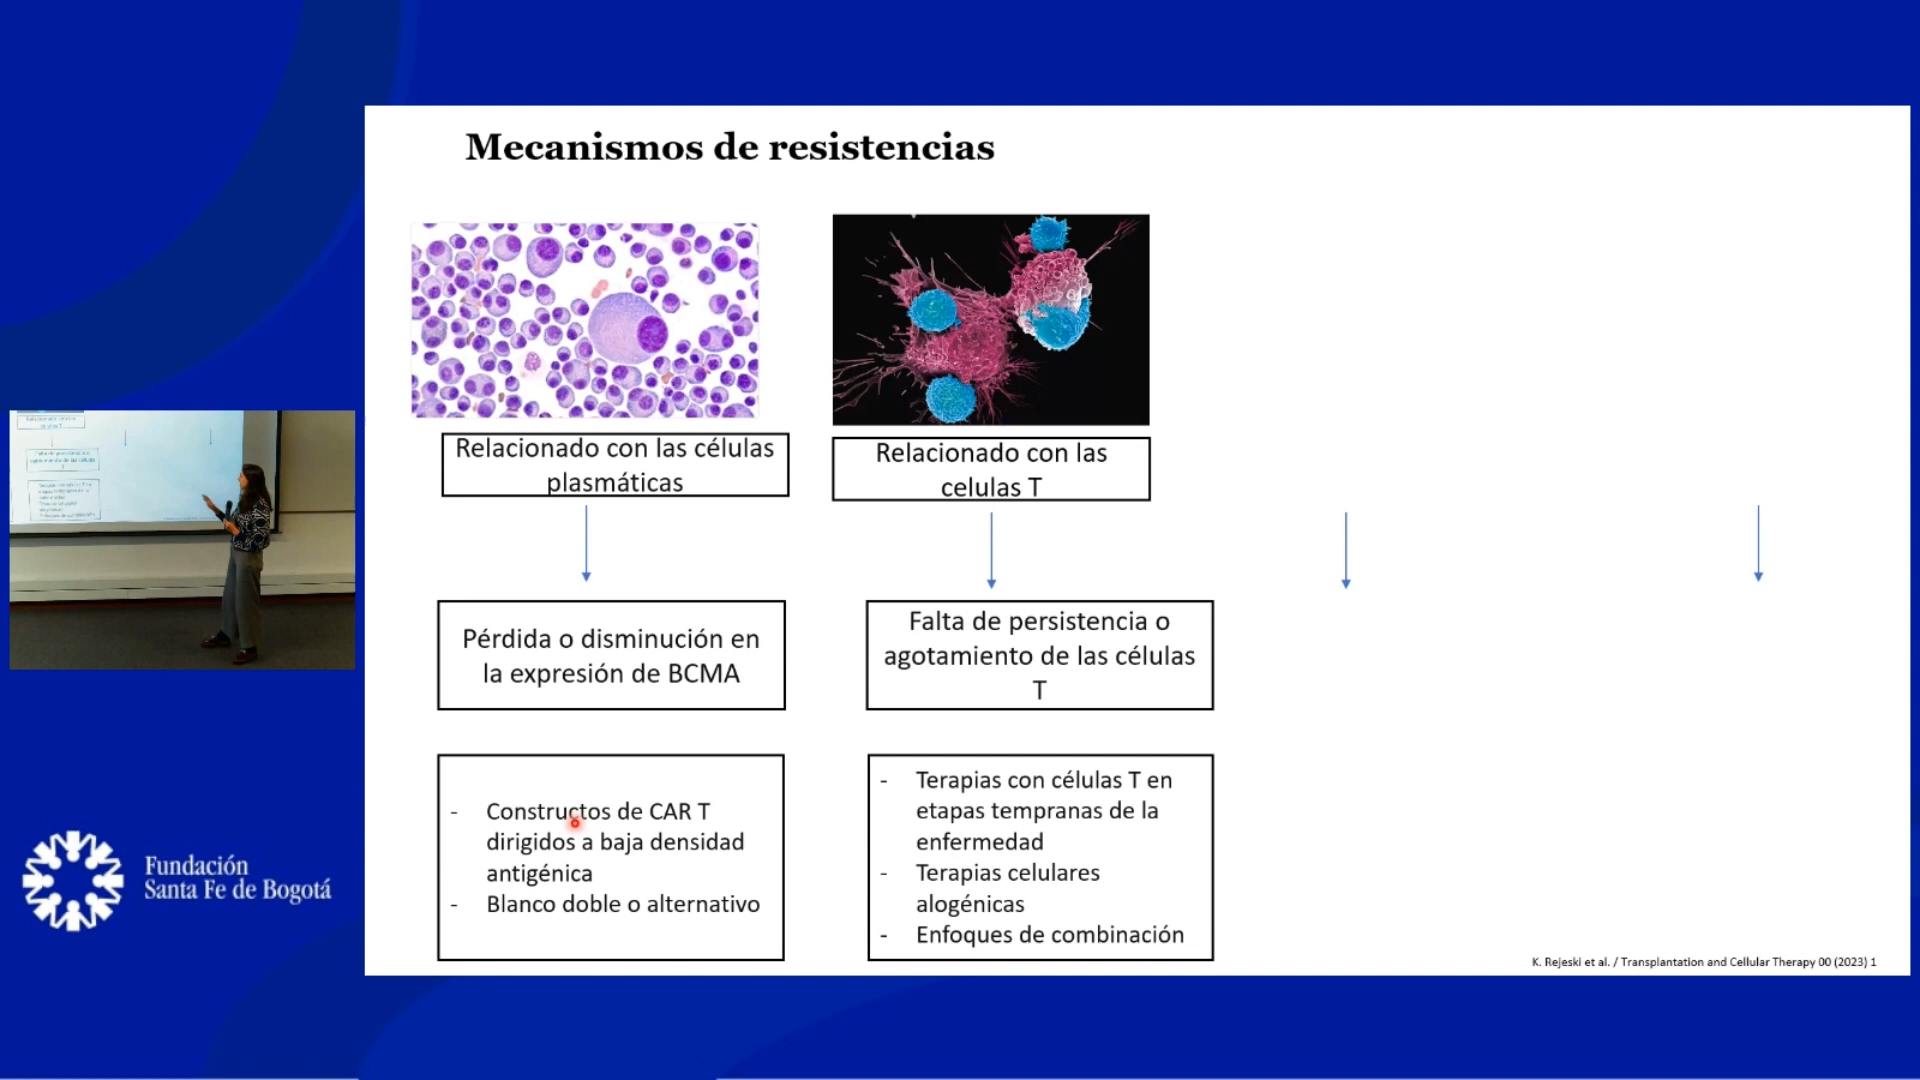 Mecanismos de resistencias
Relacionado con las células
plasmáticas
Relacionado con las
celulas T
Pérdida o disminución en
la expresión de BCMA
Falta de persistencia o
agotamiento de las células
T
- Constructos de CAR T
dirigidos a baja densidad
antigénica
- Blanco doble o alternativo
- Terapias con células T en
etapas tempranas de la
enfermedad
- Terapias celulares
alogénicas
- Enfoques de combinación
K. Rejeski et al. / Transplantation and Cellular Therapy 00 (2023) 1
Fundación
Santa Fe de Bogotá